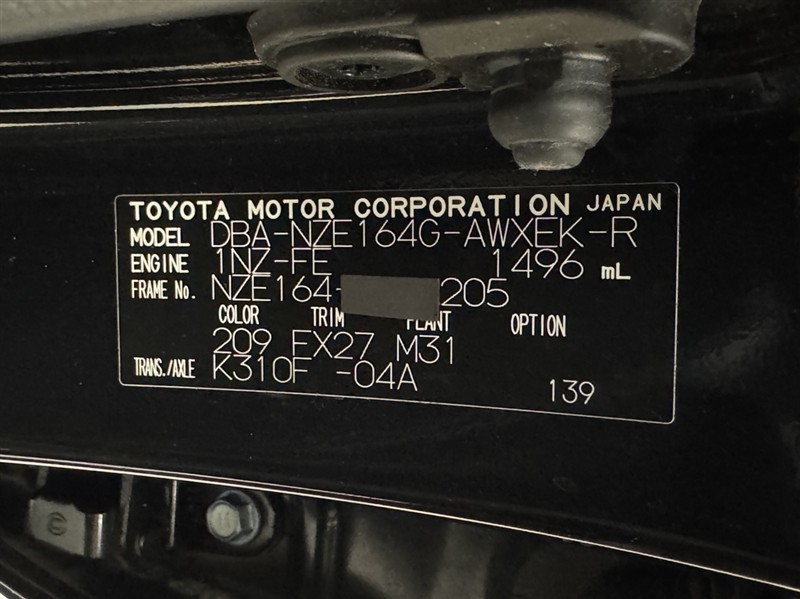 TOYOTA MOTOR CORPORATION JAPAN
MODEL DBA-NZE164G-AWXEK-R
ENGINE 1NZ-FE 1496 mL
FRAME No. NZE164- 205
COLOR TRIM PLANT OPTION
209 FX27 M31
TRANS./AXLE K310F -04A
139